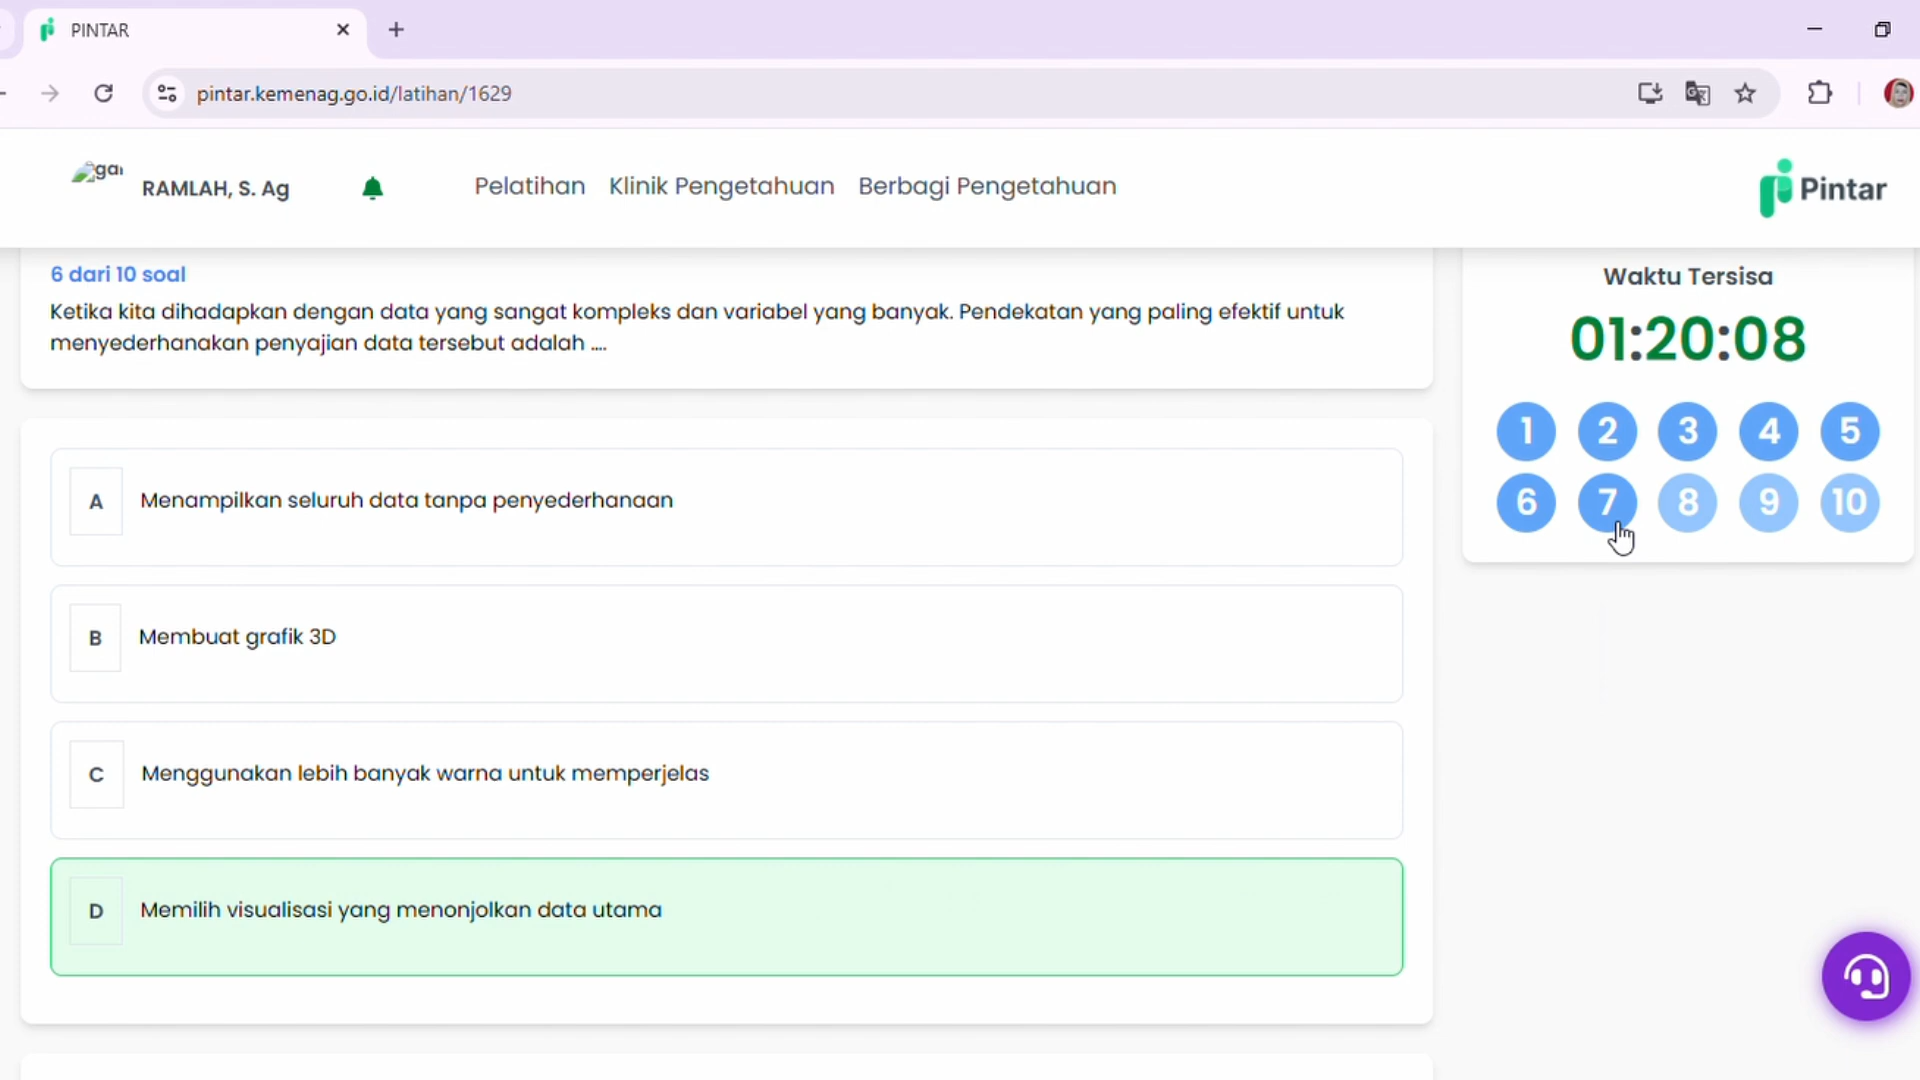 PINTAR
pintar.kemenag.go.id/latihan/1629
RAMLAH, S. Ag
Pelatihan
Klinik Pengetahuan
Berbagi Pengetahuan
Pintar
6 dari 10 soal
Ketika kita dihadapkan dengan data yang sangat kompleks dan variabel yang banyak. Pendekatan yang paling efektif untuk
menyederhanakan penyajian data tersebut adalah ....
A Menampilkan seluruh data tanpa penyederhanaan
B Membuat grafik 3D
C Menggunakan lebih banyak warna untuk memperjelas
D Memilih visualisasi yang menonjolkan data utama
Waktu Tersisa
01:20:08
1 2 3 4 5
6 7 8 9 10